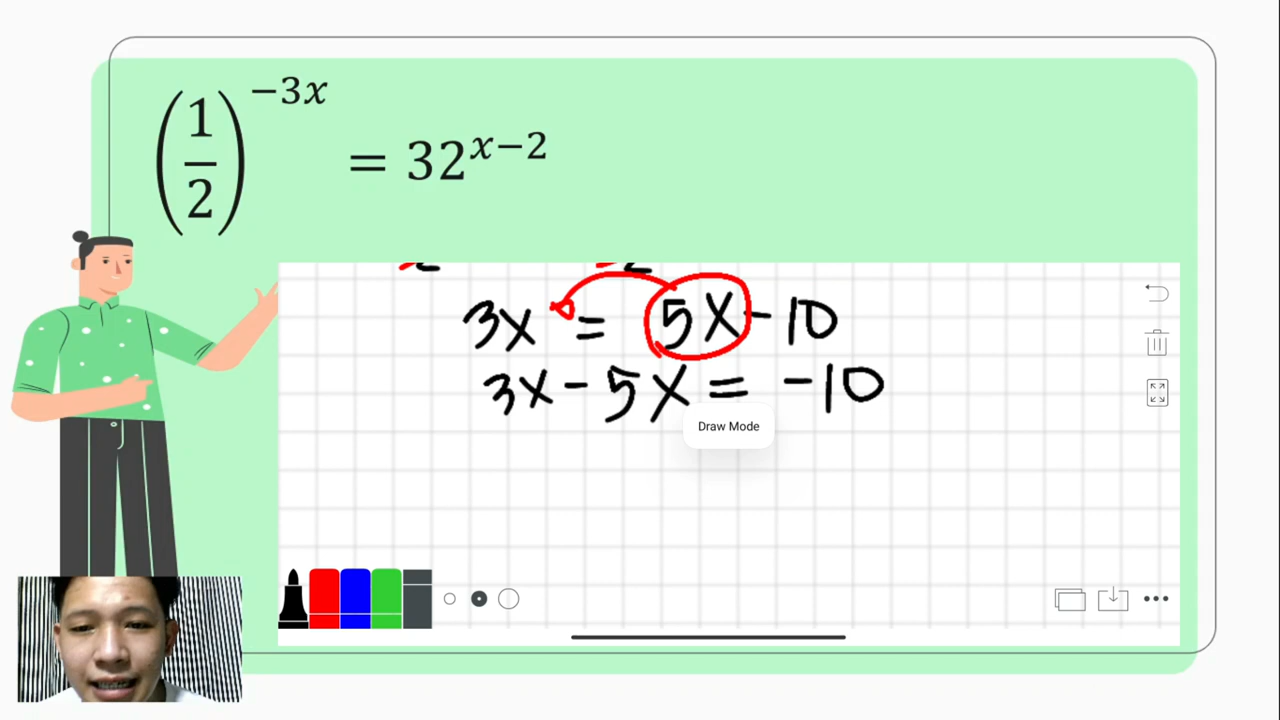 (1/2)^{-3x} = 32^{x-2}
3x = 5x - 10
3x - 5x = -10
Draw Mode